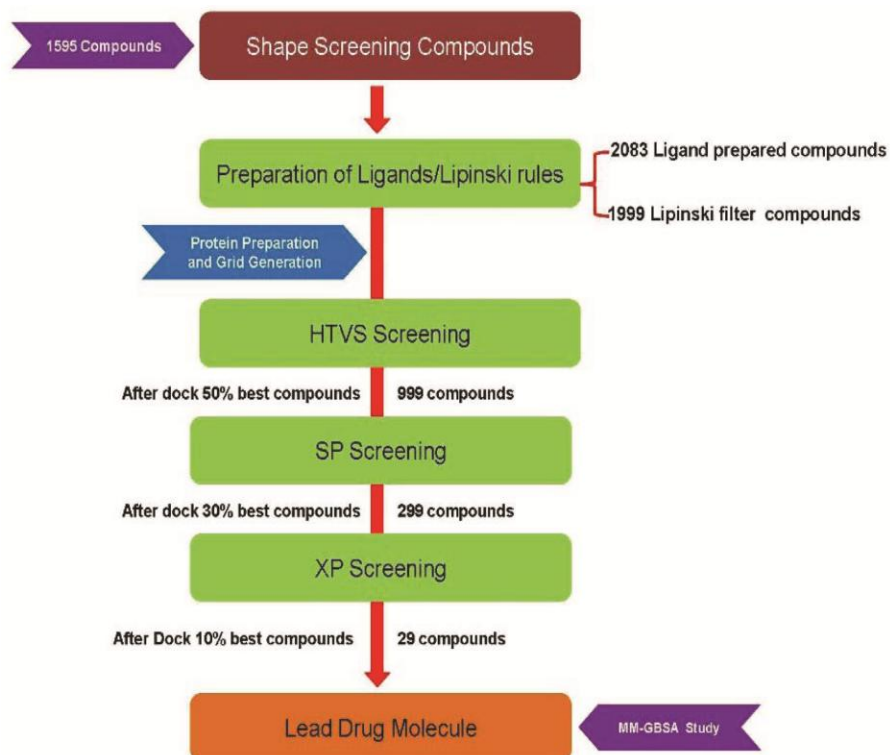 1595 Compounds
Shape Screening Compounds
Preparation of Ligands/Lipinski rules
2083 Ligand prepared compounds
1999 Lipinski filter compounds
Protein Preparation
and Grid Generation
HTVS Screening
After dock 50% best compounds
999 compounds
SP Screening
After dock 30% best compounds
299 compounds
XP Screening
After Dock 10% best compounds
29 compounds
Lead Drug Molecule
MM-GBSA Study